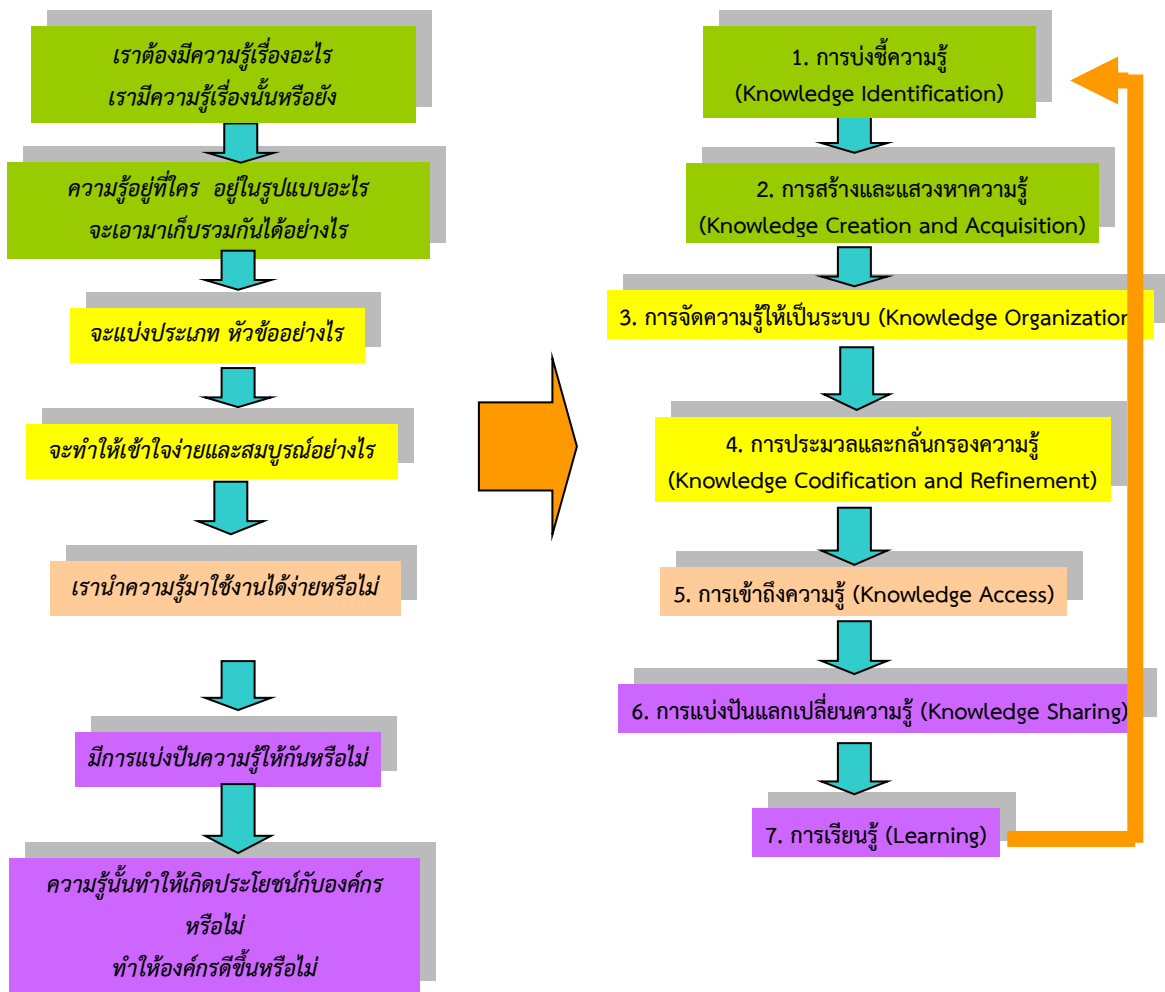 เราต้องมีความรู้เรื่องอะไร
เรามีความรู้เรื่องนั้นหรือยัง
ความรู้อยู่ที่ใคร อยู่ในรูปแบบอะไร
จะเอามาเก็บรวมกันได้อย่างไร
จะแบ่งประเภท หัวข้ออย่างไร
จะทำให้เข้าใจง่ายและสมบูรณ์อย่างไร
เรานำความรู้มาใช้งานได้ง่ายหรือไม่
มีการแบ่งปันความรู้ให้กันหรือไม่
ความรู้นั้นทำให้เกิดประโยชน์กับองค์กร
หรือไม่
ทำให้องค์กรดีขึ้นหรือไม่
1. การบ่งชี้ความรู้
(Knowledge Identification)
2. การสร้างและแสวงหาความรู้
(Knowledge Creation and Acquisition)
3. การจัดความรู้ให้เป็นระบบ (Knowledge Organization
4. การประมวลและกลั่นกรองความรู้
(Knowledge Codification and Refinement)
5. การเข้าถึงความรู้ (Knowledge Access)
6. การแบ่งปันแลกเปลี่ยนความรู้ (Knowledge Sharing)
7. การเรียนรู้ (Learning)